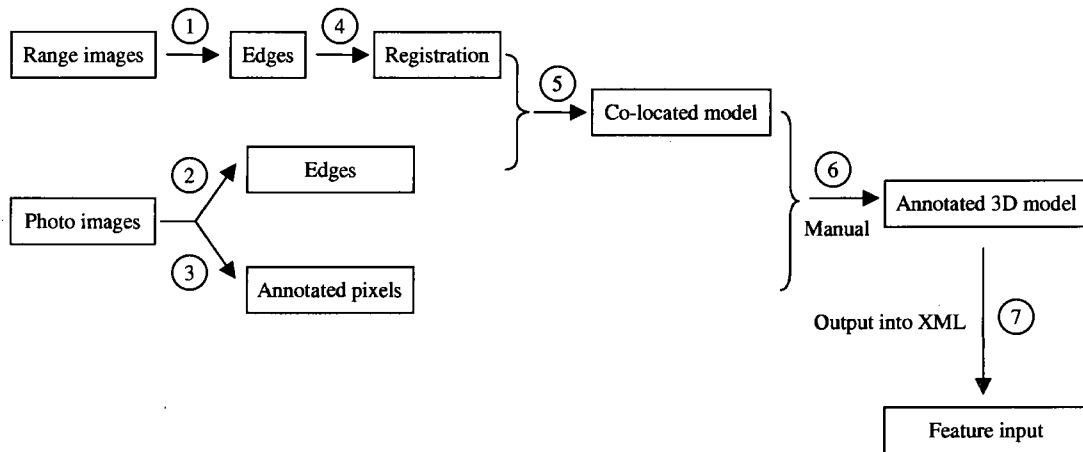 1
4
Range images
Edges
Registration
5
Co-located model
2
Edges
6
Photo images
Annotated 3D model
Manual
3
Annotated pixels
Output into XML
7
Feature input